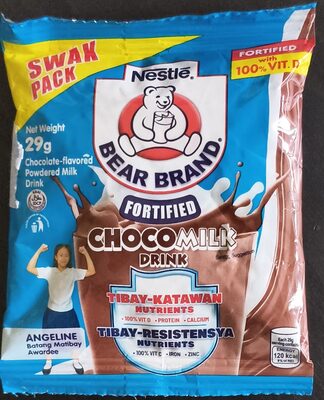 SWAK
PACK
FORTIFIED
with
100% VIT. D
Nestlé®
Net Weight
29g
Chocolate-flavored
Powdered Milk
Drink
BEAR BRAND®
FORTIFIED
CHOCOMILK
DRINK
TIBAY-KATAWAN
NUTRIENTS
• 100% VIT D • PROTEIN • CALCIUM
TIBAY-RESISTENSYA
NUTRIENTS
• 100% VIT C • IRON • ZINC
ANGELINE
Batang Matibay
Awardee
Each 29g
120 kcal